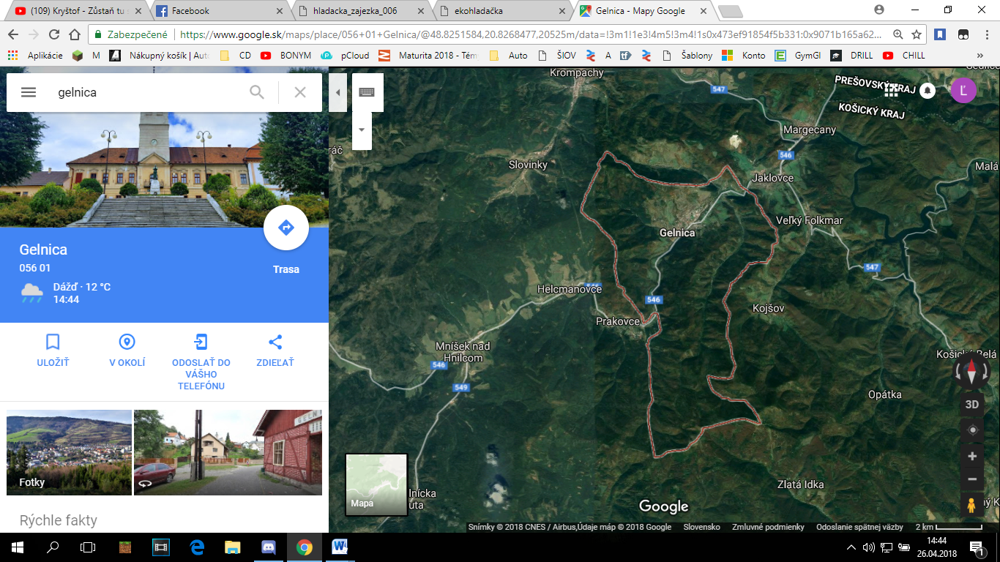 (109) Kryštof - Zůstaň tu s
Facebook
hladacka_zajezka_006
ekohladačka
Gelnica - Mapy Google
Zabezpečené
https://www.google.sk/maps/place/056+01+Gelnica/@48.8251584,20.8268477,20525m/data=!3m1!1e3!4m5!3m4!1s0x473ef91854f5b331:0x9071b165a62...
Aplikácie
M
Nákupný košík | Aut
CD
BONYM
pCloud
Maturita 2018 - Tém
Auto
ŠIOV
A
tf
Šablony
Konto
GymGl
DRILL
CHILL
»
gelnica
Gelnica
056 01
Dážď · 12 °C
14:44
Trasa
ULOŽIŤ
V OKOLÍ
ODOSLAŤ DO
VÁŠHO
TELEFÓNU
ZDIEĽAŤ
Fotky
GELN
Rýchle fakty
Krompachy
547
PREŠOVSKÝ KRAJ
KOŠICKÝ KRAJ
Ľ
Margecany
546
ráč
Slovinky
Jaklovce
Malá
Gelnica
Veľký Folkmar
547
Helcmanovce
546
546
Prakovce
Kojšov
Mníšek nad
Hnilcom
546
549
Košická Belá
Opátka
3D
Zlatá Idka
lnícka
uta
Mapa
Google
Snímky © 2018 CNES / Airbus,Údaje máp © 2018 Google
Slovensko
Zmluvné podmienky
Odoslanie spätnej väzby
2 km
14:44
26.04.2018
1